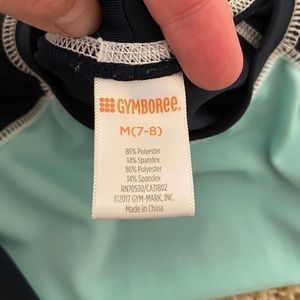 GYMBOREE.
M(7-8)
86% Polyester
14% Spandex
86% Polyester
14% Spandex
RN70530/CA31802
©2017 GYM-MARK, INC.
Made in China